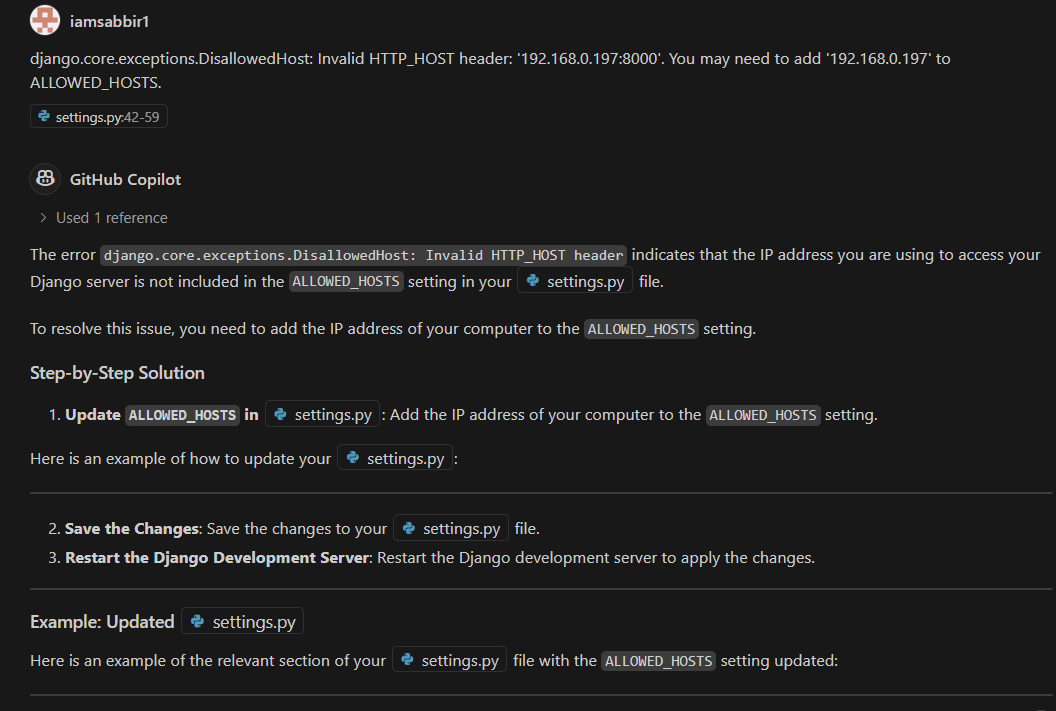 iamsabbir1
django.core.exceptions.DisallowedHost: Invalid HTTP_HOST header: '192.168.0.197:8000'. You may need to add '192.168.0.197' to
ALLOWED_HOSTS.
settings.py:42-59
GitHub Copilot
Used 1 reference
The error django.core.exceptions.DisallowedHost: Invalid HTTP_HOST header indicates that the IP address you are using to access your
Django server is not included in the ALLOWED_HOSTS setting in your settings.py file.
To resolve this issue, you need to add the IP address of your computer to the ALLOWED_HOSTS setting.
Step-by-Step Solution
1. Update ALLOWED_HOSTS in settings.py : Add the IP address of your computer to the ALLOWED_HOSTS setting.
Here is an example of how to update your settings.py :
2. Save the Changes: Save the changes to your settings.py file.
3. Restart the Django Development Server: Restart the Django development server to apply the changes.
Example: Updated settings.py
Here is an example of the relevant section of your settings.py file with the ALLOWED_HOSTS setting updated: